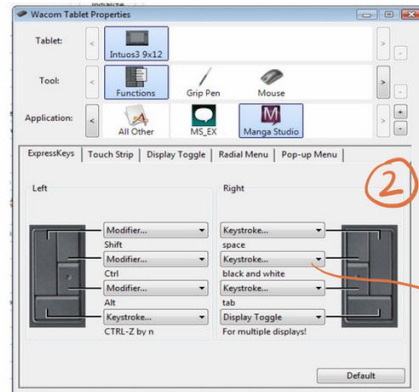 Wacom Tablet Properties
Tablet:
Intuos3 9x12
Tool:
Functions Grip Pen Mouse
Application:
All Other MS_EX Manga Studio
ExpressKeys Touch Strip Display Toggle Radial Menu Pop-up Menu
2
Left Right
Modifier... Keystroke...
Shift space
Modifier... Keystroke...
Ctrl black and white
Modifier... Keystroke...
Alt tab
Keystroke... Display Toggle
CTRL-Z by n For multiple displays!
Default